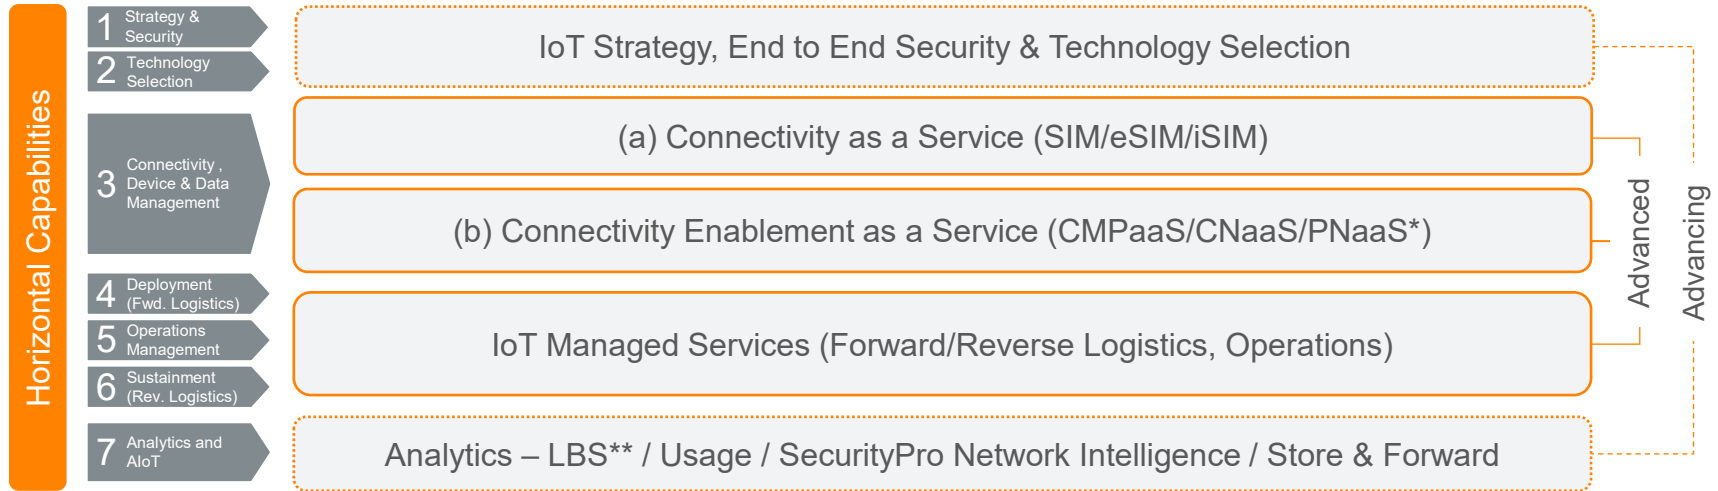 Horizontal Capabilities
1 Strategy &
Security
2 Technology
Selection
IoT Strategy, End to End Security & Technology Selection
3 Connectivity ,
Device & Data
Management
(a) Connectivity as a Service (SIM/eSIM/iSIM)
(b) Connectivity Enablement as a Service (CMPaaS/CNaaS/PNaaS*)
4 Deployment
(Fwd. Logistics)
5 Operations
Management
6 Sustainment
(Rev. Logistics)
IoT Managed Services (Forward/Reverse Logistics, Operations)
7 Analytics and
AIoT
Analytics – LBS** / Usage / SecurityPro Network Intelligence / Store & Forward
Advanced
Advancing